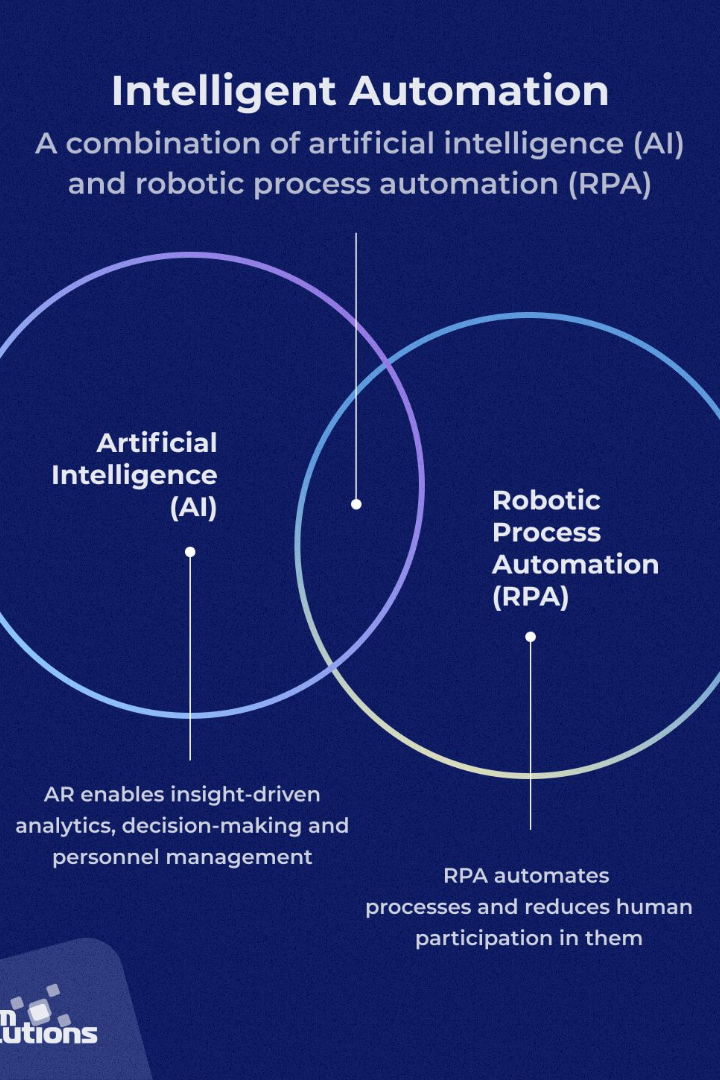 Intelligent Automation
A combination of artificial intelligence (AI)
and robotic process automation (RPA)
Artificial
Intelligence
(AI)
Robotic
Process
Automation
(RPA)
AR enables insight-driven
analytics, decision-making and
personnel management
RPA automates
processes and reduces human
participation in them